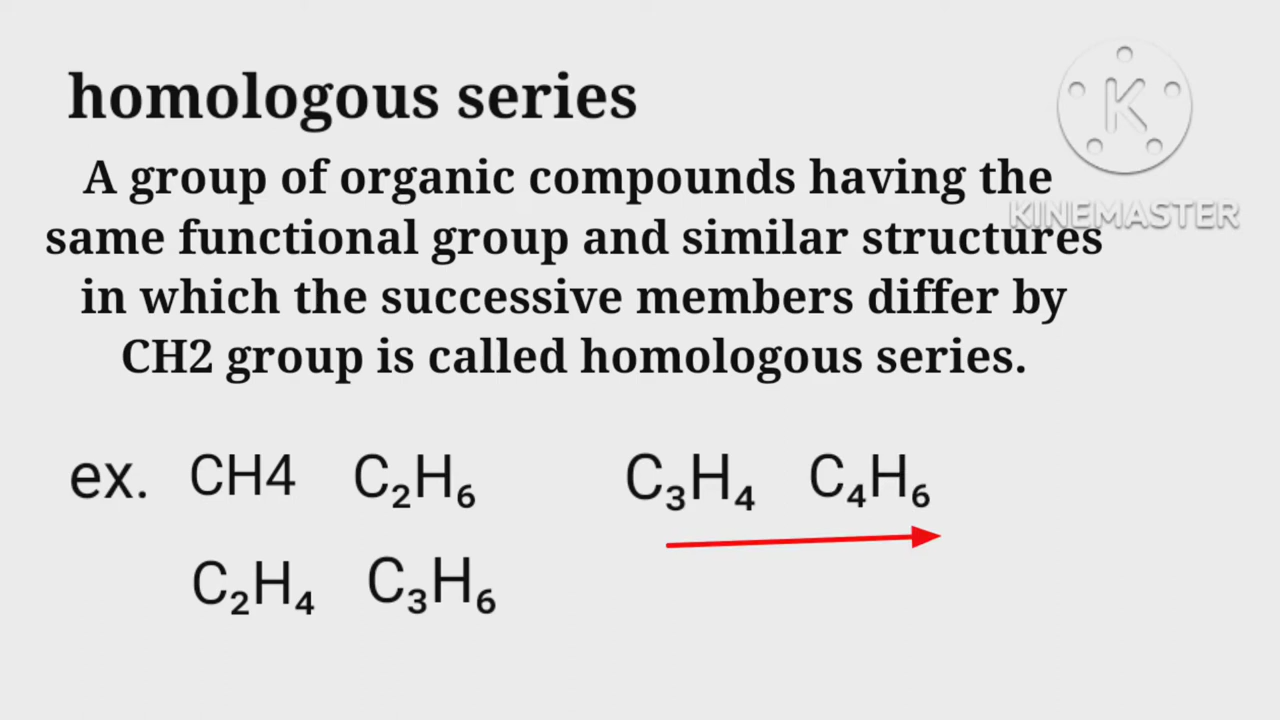 homologous series
A group of organic compounds having the
same functional group and similar structures
in which the successive members differ by
CH2 group is called homologous series.
K
KINEMASTER
ex. CH4 C₂H₆ C₃H₄ C₄H₆
C₂H₄ C₃H₆